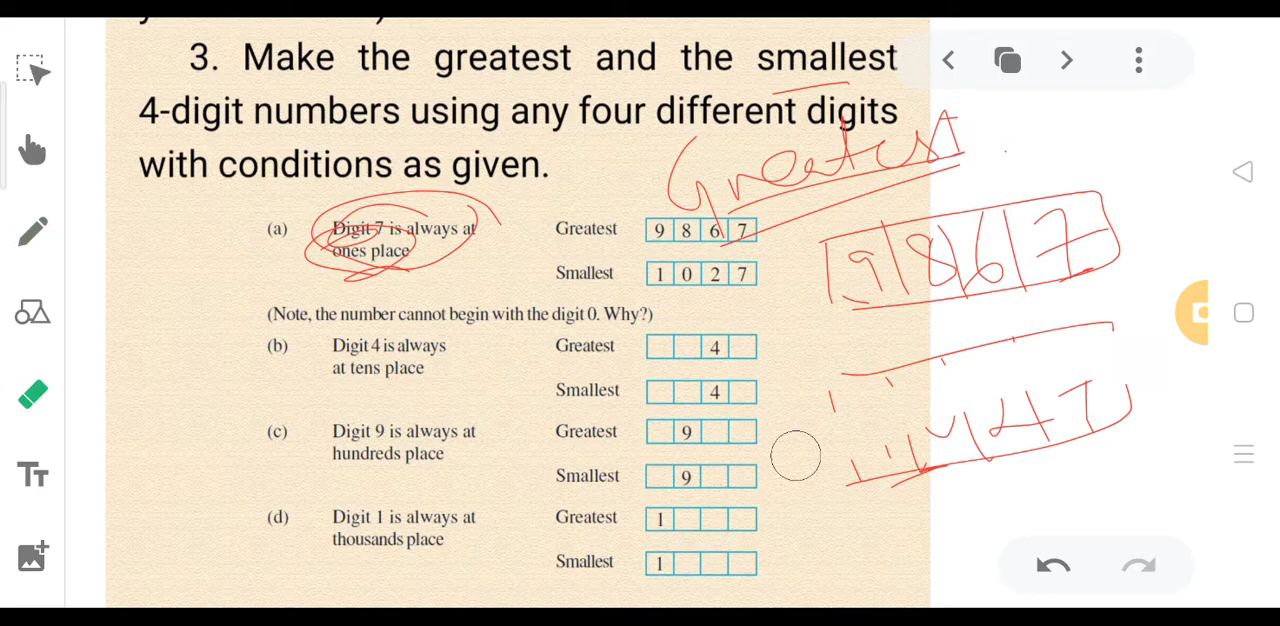 3. Make the greatest and the smallest
4-digit numbers using any four different digits
with conditions as given.
Greatest
(a) Digit 7 is always at Greatest 9 8 6 7
ones place
Smallest 1 0 2 7
9 8 6 7
(Note, the number cannot begin with the digit 0. Why?)
(b) Digit 4 is always Greatest 4
at tens place
Smallest 4
4 7
(c) Digit 9 is always at Greatest 9
hundreds place
Smallest 9
(d) Digit 1 is always at Greatest 1
thousands place
Smallest 1
Tт